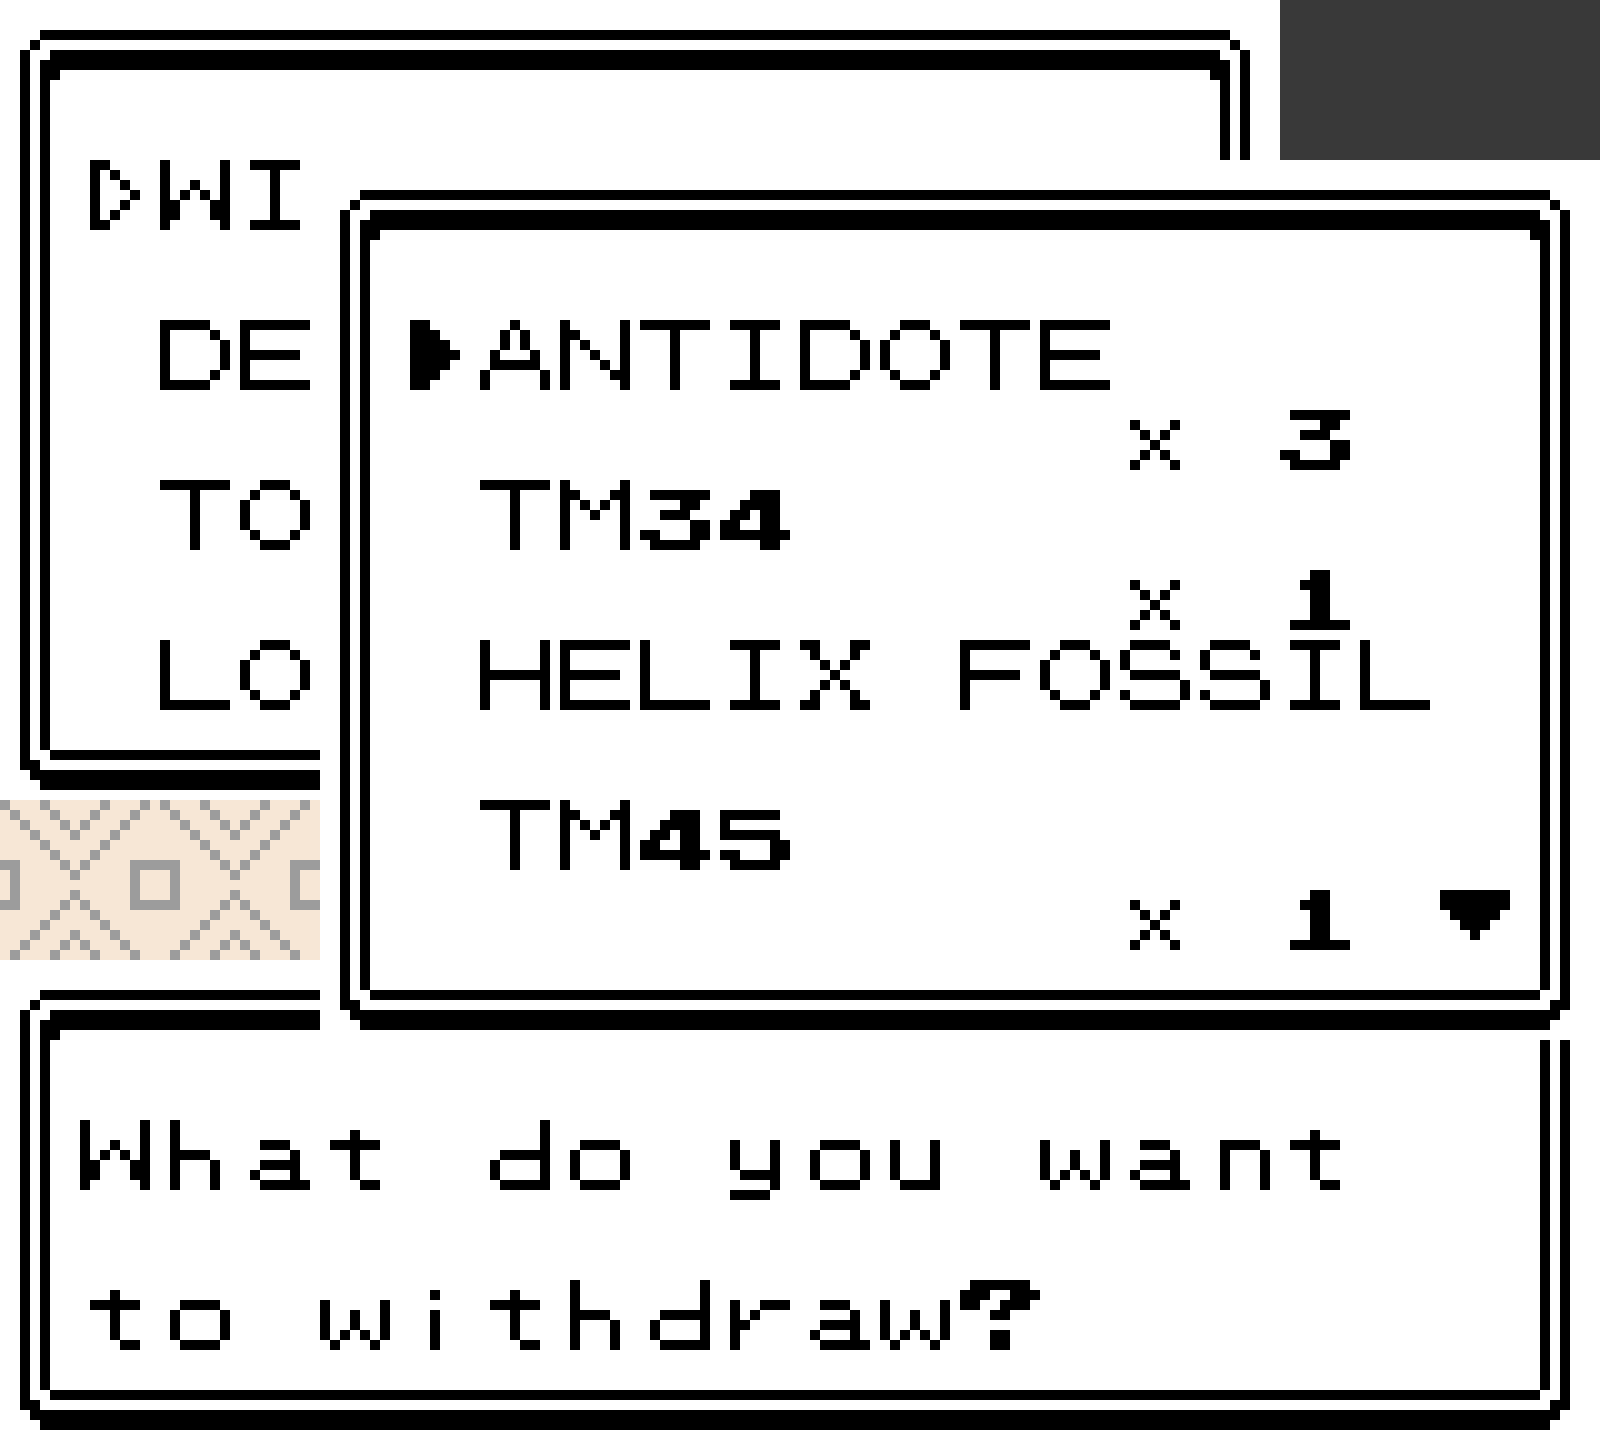 ▷WI
DE
TO
LO
▶ANTIDOTE
× 3
TM34
× 1
HELIX FOSSIL
TM45
× 1 ▼
What do you want
to withdraw?